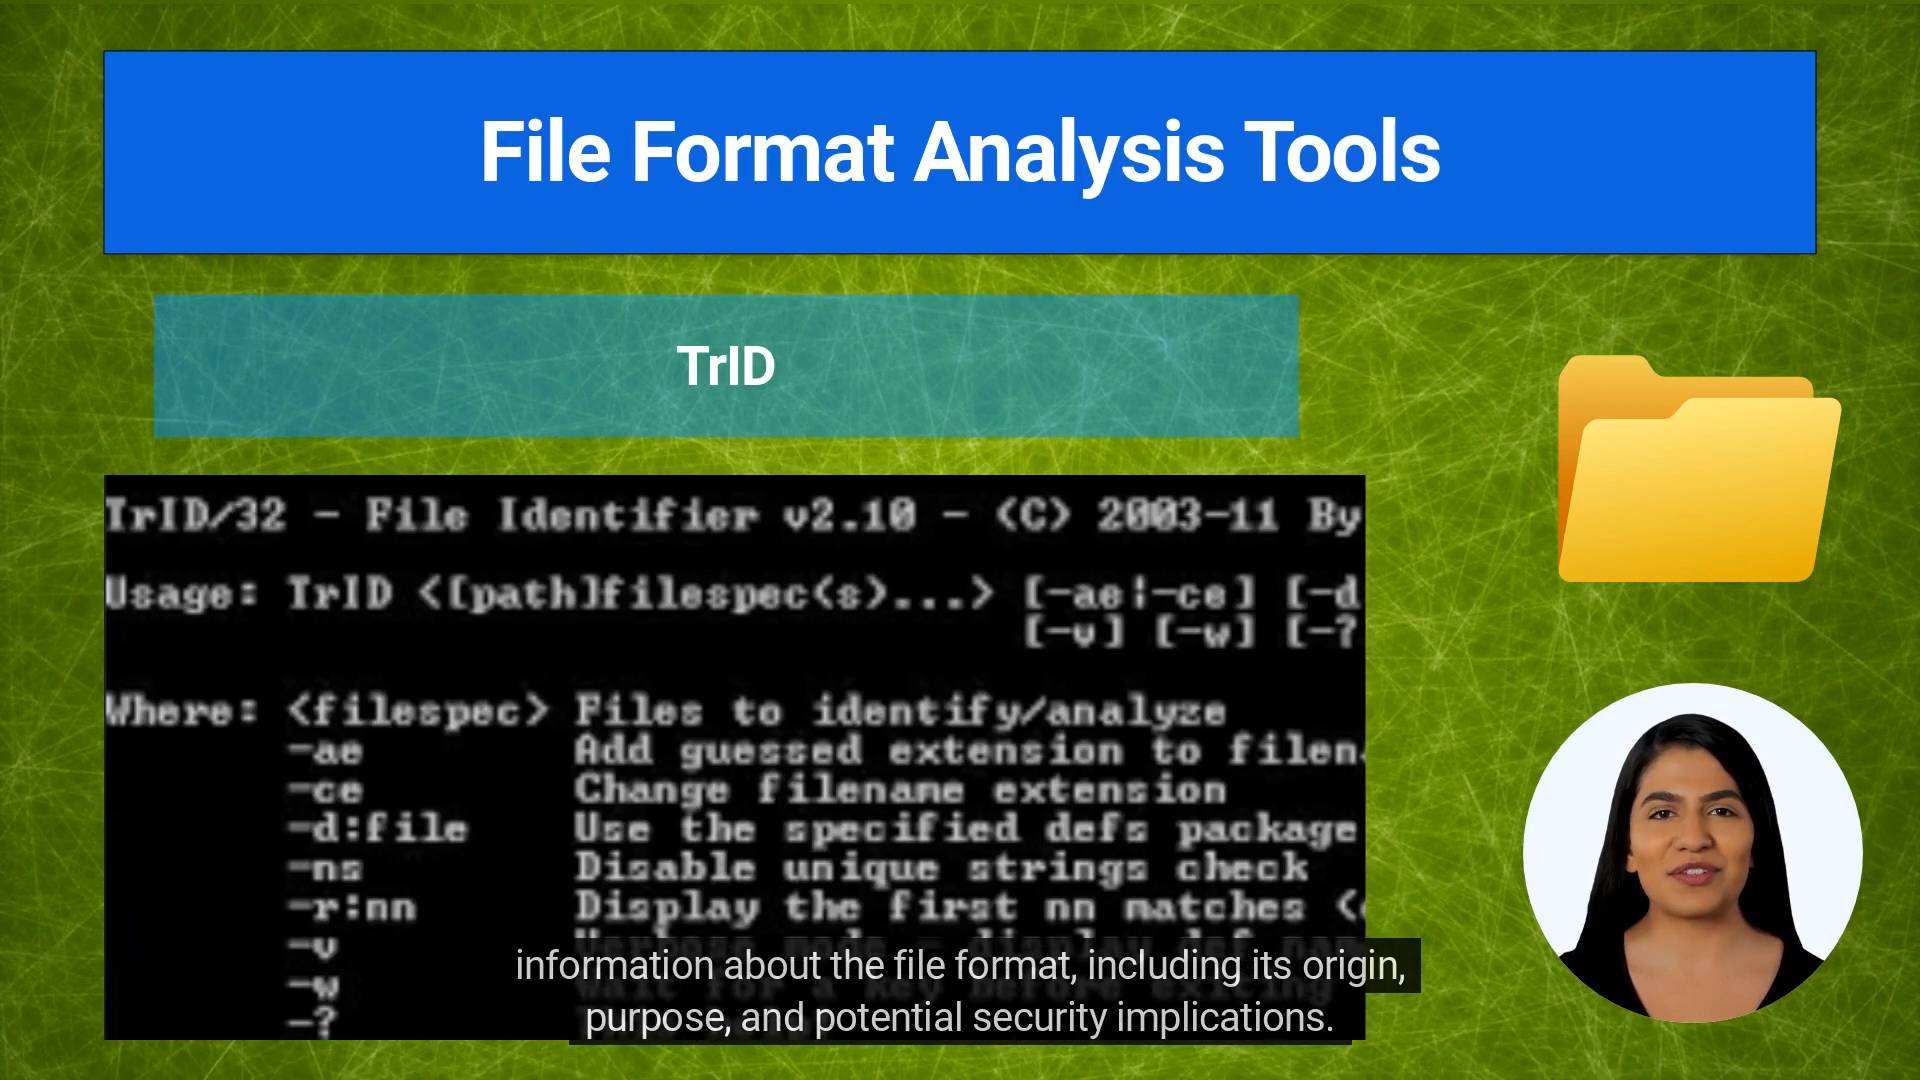 File Format Analysis Tools
TrID
TrID/32 - File Identifier v2.10 - (C) 2003-11 By
Usage: TrID <[path]filespec(s)...> [-ae|-ce] [-d
[-v] [-w] [-?
Where: <filespec> Files to identify/analyze
-ae Add guessed extension to filen
-ce Change filename extension
-d:file Use the specified defs package
-ns Disable unique strings check
-r:nn Display the first nn matches (
-v
-w
-?
information about the file format, including its origin,
purpose, and potential security implications.